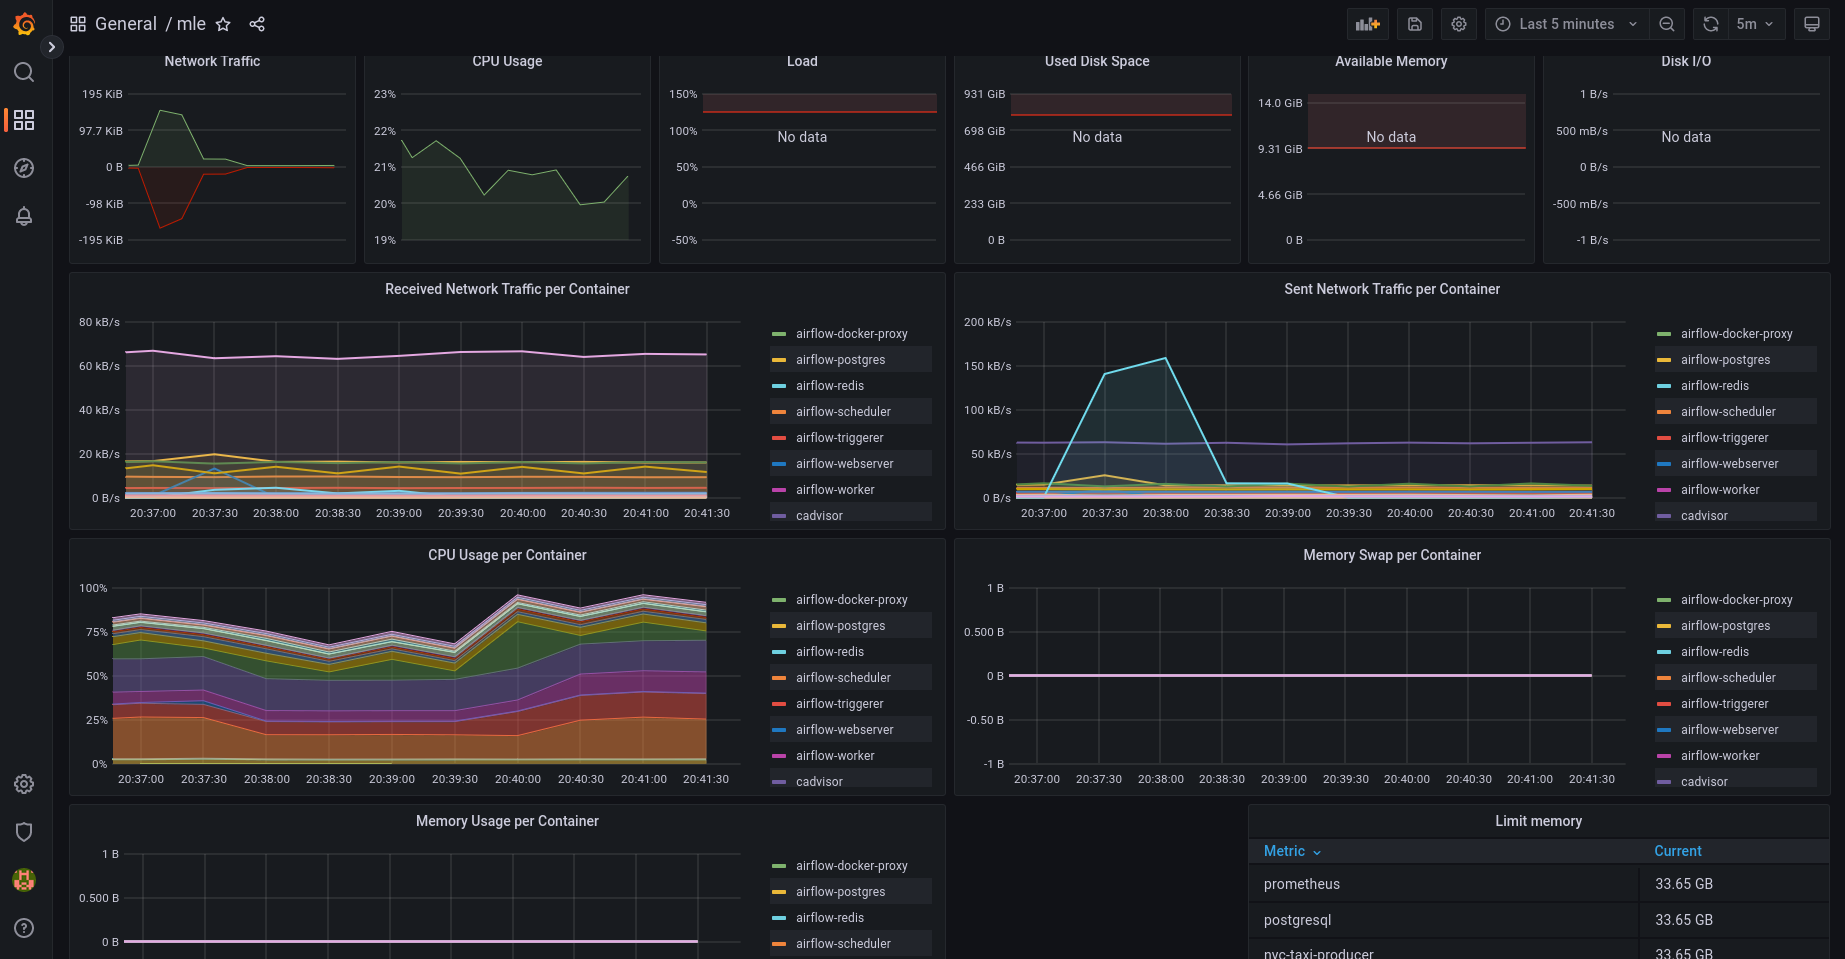 General / mle
Last 5 minutes
5m
Network Traffic
195 KiB
97.7 KiB
0 B
-98 KiB
-195 KiB
CPU Usage
23%
22%
21%
20%
19%
Load
150%
100%
50%
0%
-50%
No data
Used Disk Space
931 GiB
698 GiB
466 GiB
233 GiB
0 B
No data
Available Memory
14.0 GiB
9.31 GiB
4.66 GiB
0 B
No data
Disk I/O
1 B/s
500 mB/s
0 B/s
-500 mB/s
-1 B/s
No data
Received Network Traffic per Container
80 kB/s
60 kB/s
40 kB/s
20 kB/s
0 B/s
20:37:00 20:37:30 20:38:00 20:38:30 20:39:00 20:39:30 20:40:00 20:40:30 20:41:00 20:41:30
airflow-docker-proxy
airflow-postgres
airflow-redis
airflow-scheduler
airflow-triggerer
airflow-webserver
airflow-worker
cadvisor
Sent Network Traffic per Container
200 kB/s
150 kB/s
100 kB/s
50 kB/s
0 B/s
20:37:00 20:37:30 20:38:00 20:38:30 20:39:00 20:39:30 20:40:00 20:40:30 20:41:00 20:41:30
airflow-docker-proxy
airflow-postgres
airflow-redis
airflow-scheduler
airflow-triggerer
airflow-webserver
airflow-worker
cadvisor
CPU Usage per Container
100%
75%
50%
25%
0%
20:37:00 20:37:30 20:38:00 20:38:30 20:39:00 20:39:30 20:40:00 20:40:30 20:41:00 20:41:30
airflow-docker-proxy
airflow-postgres
airflow-redis
airflow-scheduler
airflow-triggerer
airflow-webserver
airflow-worker
cadvisor
Memory Swap per Container
1 B
0.500 B
0 B
-0.50 B
-1 B
20:37:00 20:37:30 20:38:00 20:38:30 20:39:00 20:39:30 20:40:00 20:40:30 20:41:00 20:41:30
airflow-docker-proxy
airflow-postgres
airflow-redis
airflow-scheduler
airflow-triggerer
airflow-webserver
airflow-worker
cadvisor
Memory Usage per Container
1 B
0.500 B
0 B
airflow-docker-proxy
airflow-postgres
airflow-redis
airflow-scheduler
Limit memory
Metric Current
prometheus 33.65 GB
postgresql 33.65 GB
nyc-taxi-producer 33.65 GB